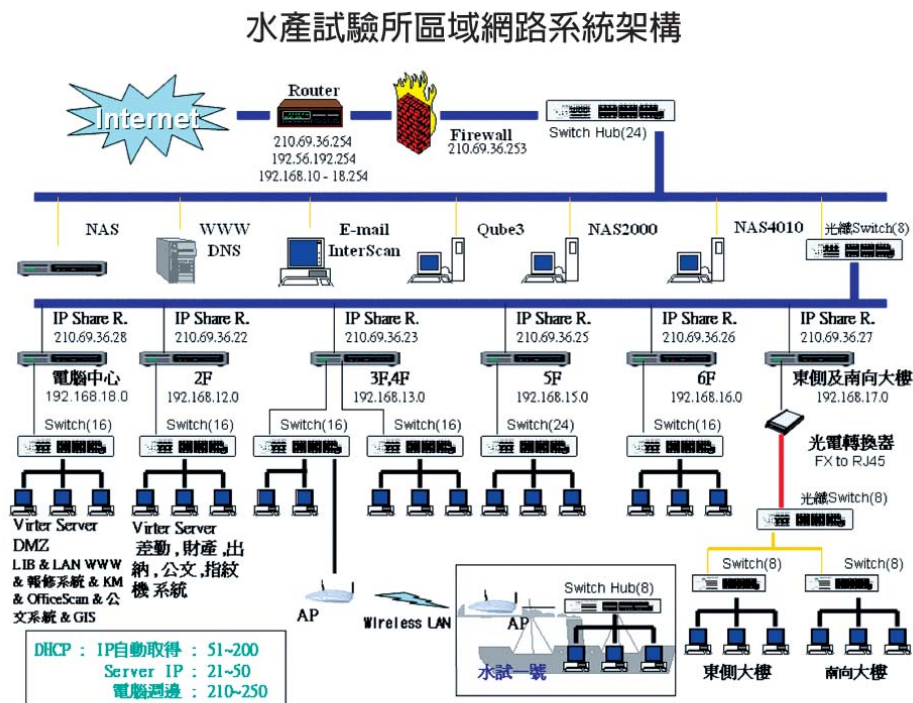 水產試驗所區域網路系統架構
Internet
Router
210.69.36.254
192.56.192.254
192.168.10 - 18.254
Firewall
210.69.36.253
Switch Hub(24)
NAS
WWW
DNS
E-mail
InterScan
Qube3
NAS2000
NAS4010
光纖Switch(8)
IP Share R.
210.69.36.28
IP Share R.
210.69.36.22
IP Share R.
210.69.36.23
IP Share R.
210.69.36.25
IP Share R.
210.69.36.26
IP Share R.
210.69.36.27
電腦中心
192.168.18.0
2F
192.168.12.0
3F,4F
192.168.13.0
5F
192.168.15.0
6F
192.168.16.0
東側及南向大樓
192.168.17.0
Switch(16)
Switch(16)
Switch(16)
Switch(16)
Switch(24)
Switch(16)
光電轉換器
FX to RJ45
光纖Switch(8)
Virter Server
DMZ
LIB & LAN WWW
& 報修系統 & KM
& OfficeScan & 公
文系統 & GIS
Virter Server
差勤 , 財產 , 出
納 , 公文 , 指紋
機 系統
AP
Wireless LAN
AP
Switch Hub(8)
水試一號
Switch(8)
Switch(8)
東側大樓
南向大樓
DHCP : IP自動取得 : 51~200
Server IP : 21~50
電腦週邊 : 210~250